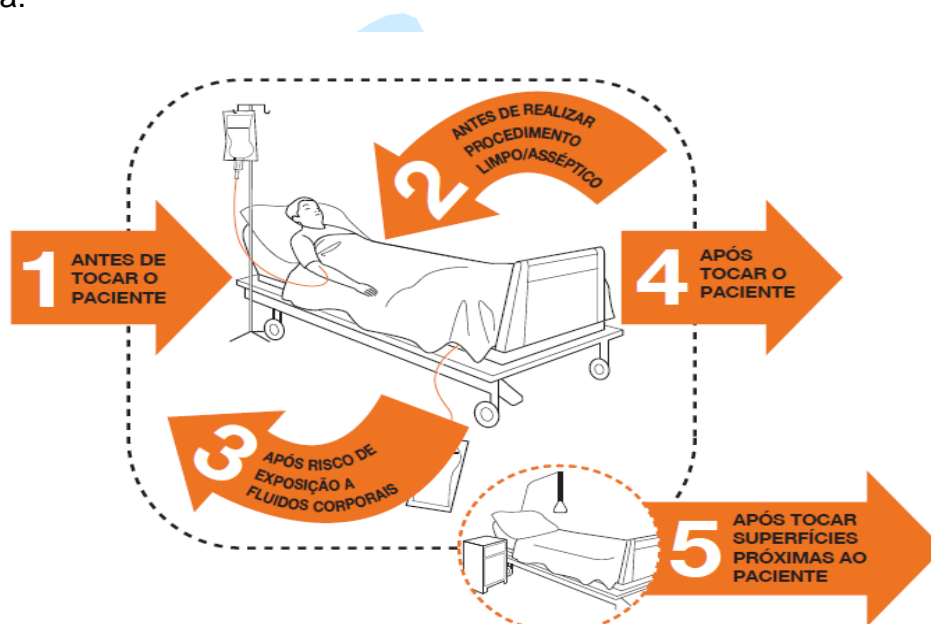 a.
1
ANTES DE
TOCAR O
PACIENTE
2
ANTES DE REALIZAR
PROCEDIMENTO
LIMPO/ASSÉPTICO
3
APÓS RISCO DE
EXPOSIÇÃO A
FLUIDOS CORPORAIS
4
APÓS
TOCAR O
PACIENTE
5
APÓS TOCAR
SUPERFÍCIES
PRÓXIMAS AO
PACIENTE